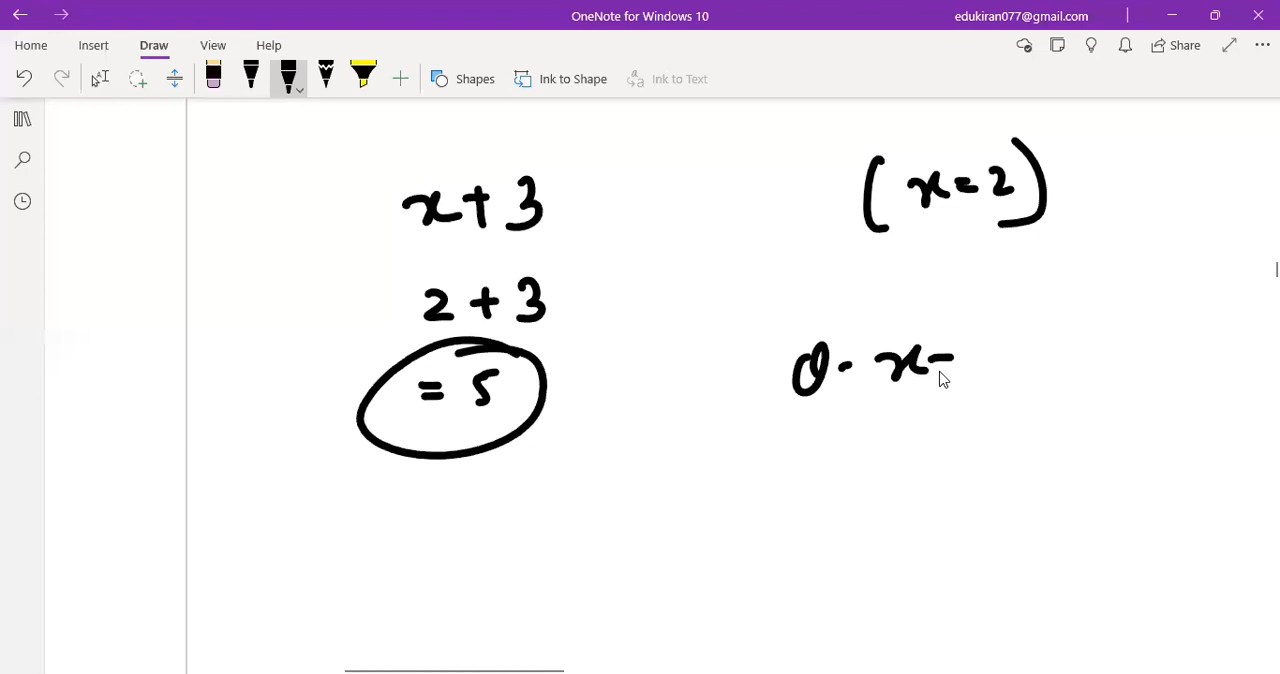 OneNote for Windows 10
edukiran077@gmail.com
Home Insert Draw View Help
Share
Shapes Ink to Shape Ink to Text
x + 3 (x = 2)
2 + 3
= 5
x -